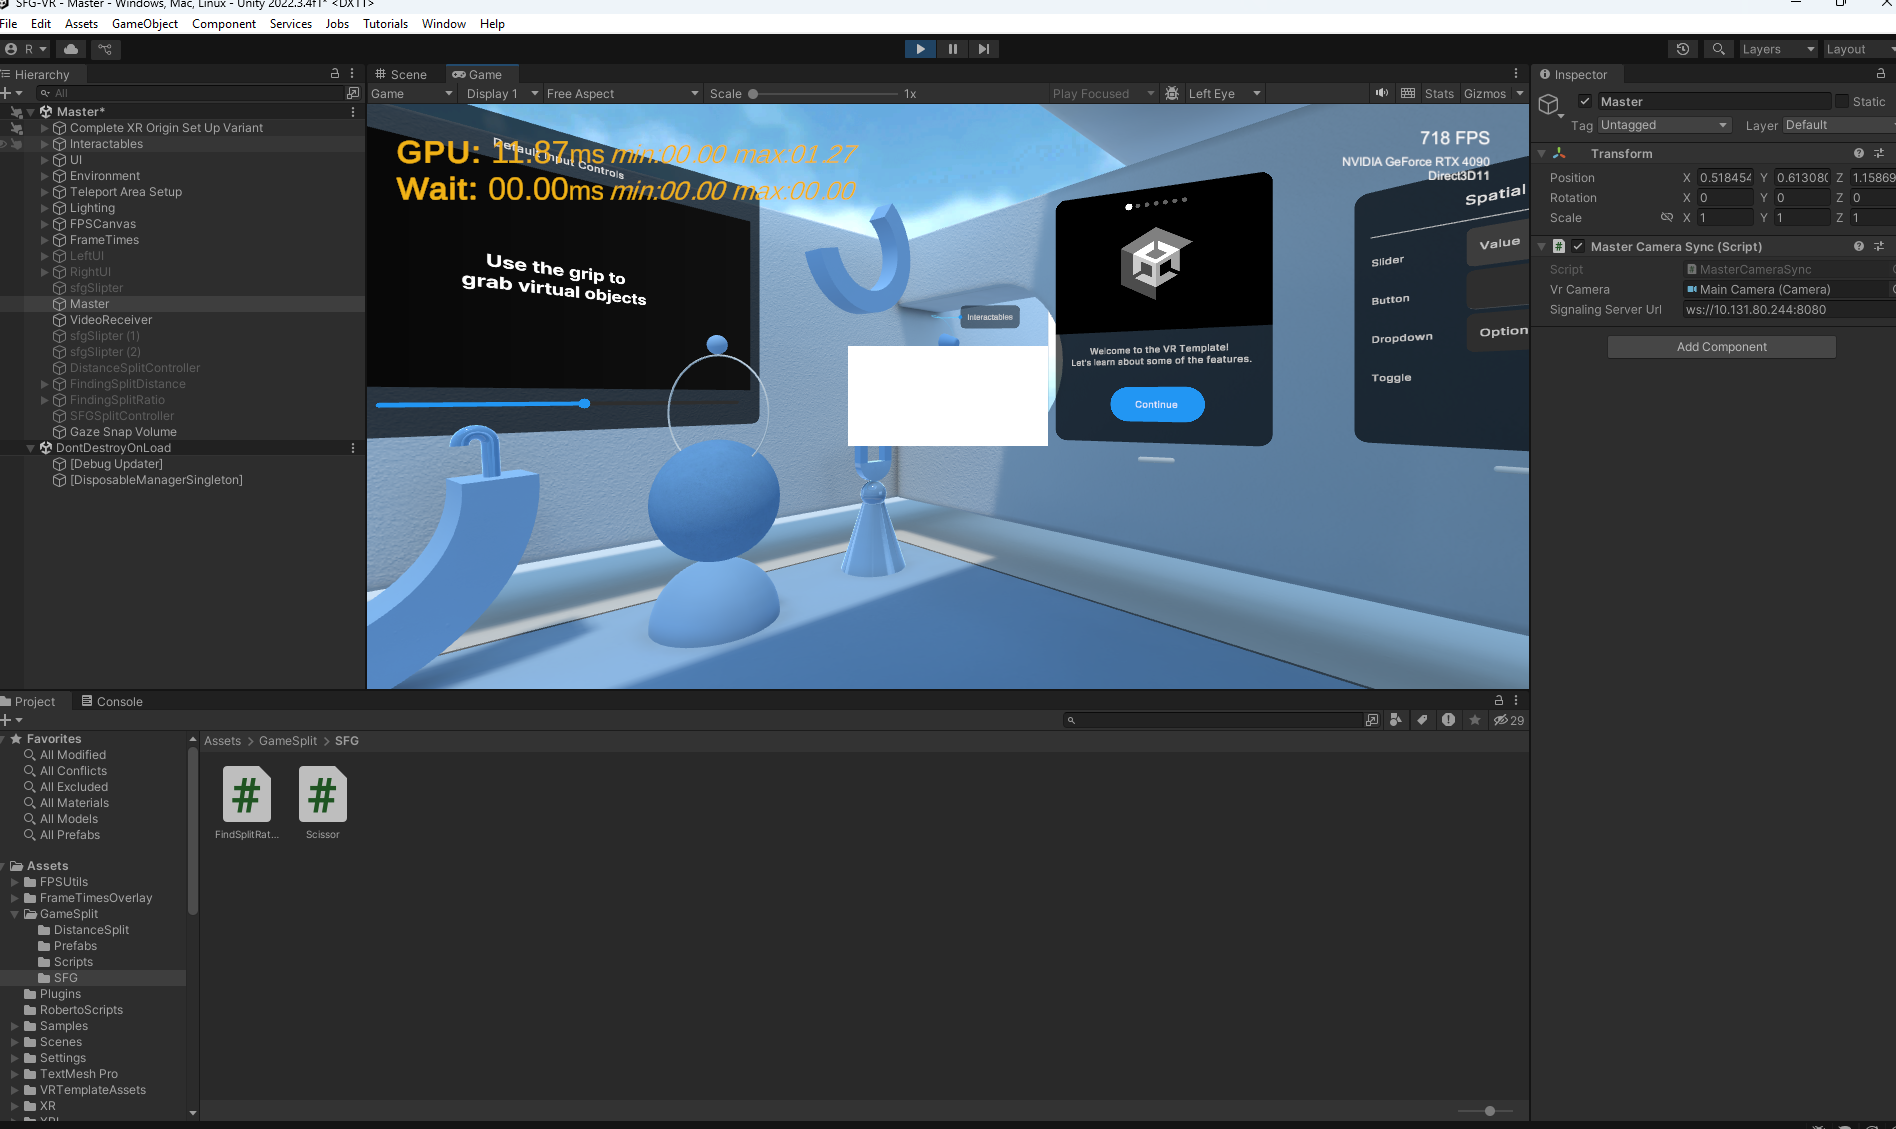 SFG-VR - Master - Windows, Mac, Linux - Unity 2022.3.4f1* <DX11>
File Edit Assets GameObject Component Services Jobs Tutorials Window Help
R
Layers Layout
Hierarchy
All
Master*
Complete XR Origin Set Up Variant
Interactables
UI
Environment
Teleport Area Setup
Lighting
FPSCanvas
FrameTimes
LeftUI
RightUI
sfgSlipter
Master
VideoReceiver
sfgSlipter (1)
sfgSlipter (2)
DistanceSplitController
FindingSplitDistance
FindingSplitRatio
SFGSplitController
Gaze Snap Volume
DontDestroyOnLoad
[Debug Updater]
[DisposableManagerSingleton]
Scene Game
Game Display 1 Free Aspect Scale 1x Play Focused Left Eye Stats Gizmos
Default Input Controls
GPU: 11.87ms min:00.00 max:01.27
Wait: 00.00ms min:00.00 max:00.00
718 FPS
NVIDIA GeForce RTX 4090
Direct3D11
Use the grip to
grab virtual objects
Interactables
Welcome to the VR Template!
Let's learn about some of the features.
Continue
Spatial
Value
Slider
Button
Dropdown
Option
Toggle
Inspector
Master Static
Tag Untagged Layer Default
Transform
Position X 0.518454 Y 0.61308 Z 1.15869
Rotation X 0 Y 0 Z 0
Scale X 1 Y 1 Z 1
# Master Camera Sync (Script)
Script MasterCameraSync
Vr Camera Main Camera (Camera)
Signaling Server Url ws://10.131.80.244:8080
Add Component
Project Console
29
Favorites
All Modified
All Conflicts
All Excluded
All Materials
All Models
All Prefabs
Assets
FPSUtils
FrameTimesOverlay
GameSplit
DistanceSplit
Prefabs
Scripts
SFG
Plugins
RobertoScripts
Samples
Scenes
Settings
TextMesh Pro
VRTemplateAssets
XR
XRI
Assets > GameSplit > SFG
# #
FindSplitRat... Scissor